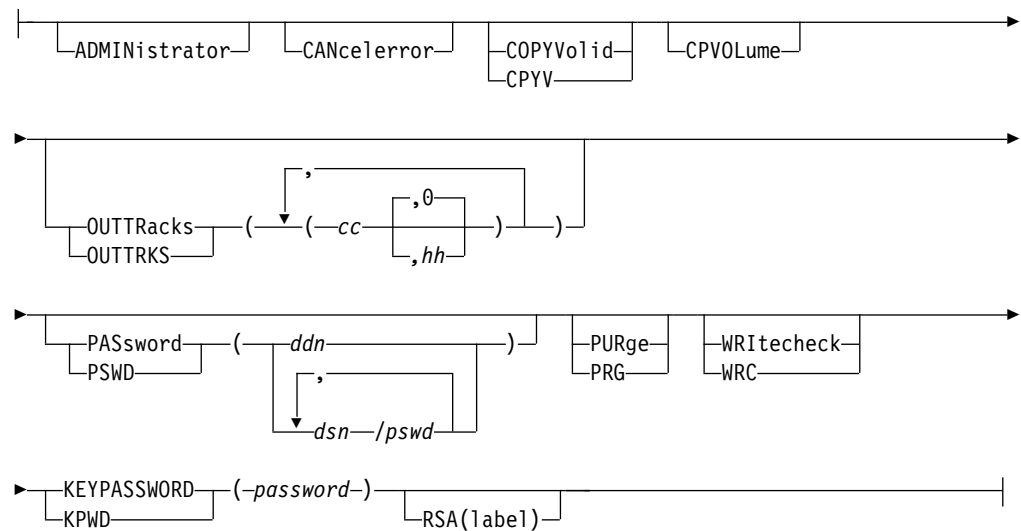 ADMINistrator CANcelerror COPYVolid CPVOLume
CPYV
,
,0
OUTTRacks ( ( cc ) )
OUTTRKS ,hh
PASsword ( ddn ) PURge WRItecheck
PSWD , PRG WRC
dsn /pswd
KEYPASSWORD (password)
KPWD RSA(label)